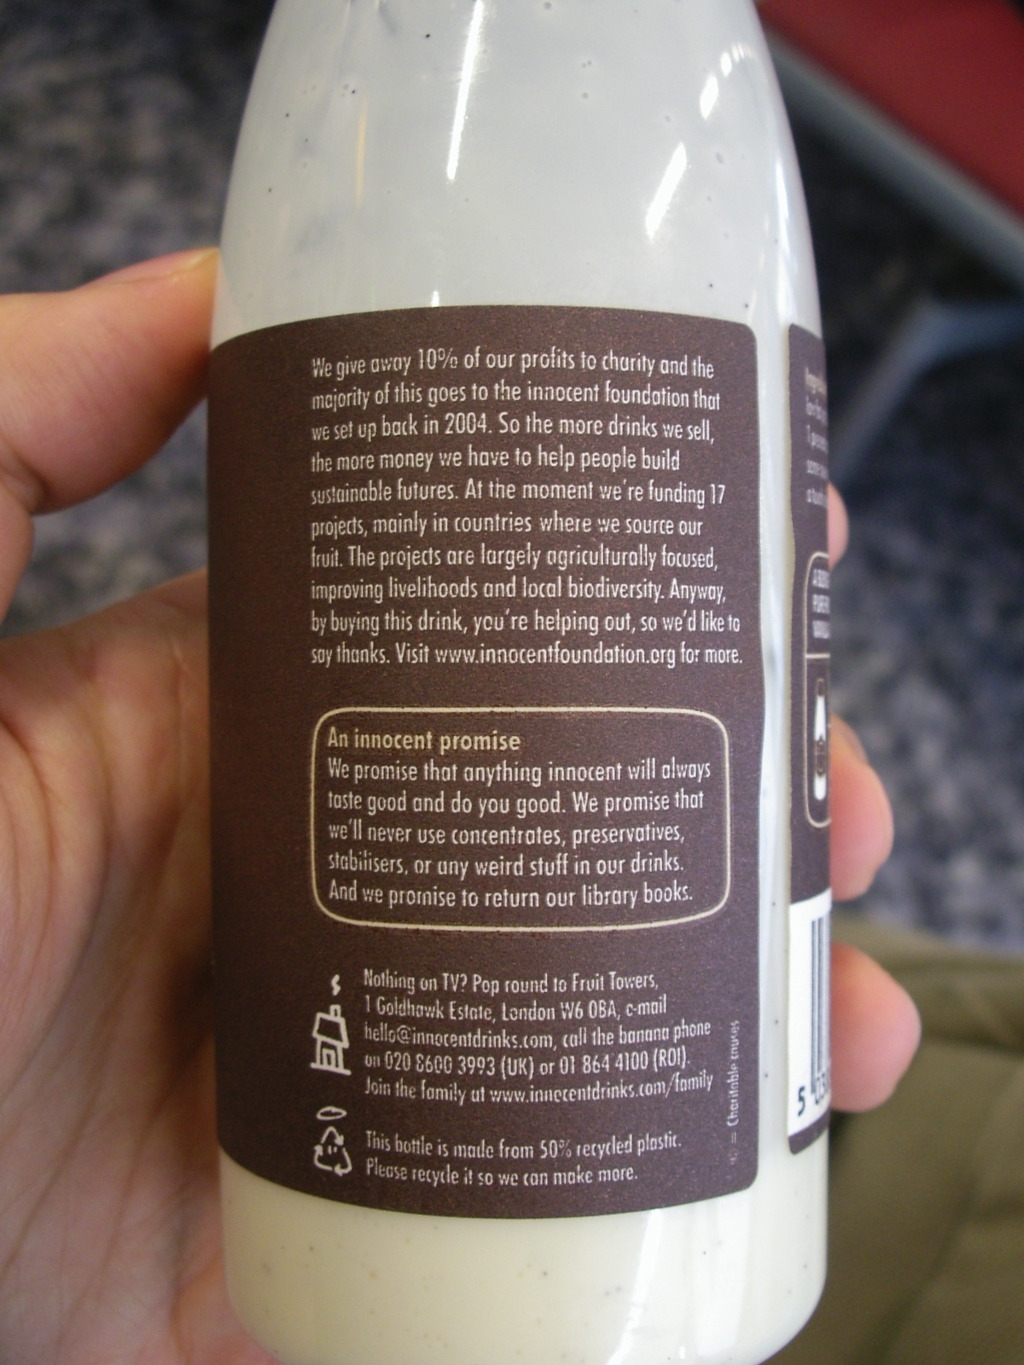 We give away 10% of our profits to charity and the
majority of this goes to the innocent foundation that
we set up back in 2004. So the more drinks we sell,
the more money we have to help people build
sustainable futures. At the moment we're funding 17
projects, mainly in countries where we source our
fruit. The projects are largely agriculturally focused,
improving livelihoods and local biodiversity. Anyway,
by buying this drink, you're helping out, so we'd like to
say thanks. Visit www.innocentfoundation.org for more.
An innocent promise
We promise that anything innocent will always
taste good and do you good. We promise that
we'll never use concentrates, preservatives,
stabilisers, or any weird stuff in our drinks.
And we promise to return our library books.
Nothing on TV? Pop round to Fruit Towers,
1 Goldhawk Estate, London W6 0BA, e-mail
hello@innocentdrinks.com, call the banana phone
on 020 8600 3993 (UK) or 01 864 4100 (ROI).
Join the family at www.innocentdrinks.com/family
This bottle is made from 50% recycled plastic.
Please recycle it so we can make more.
= Charitable causes
5